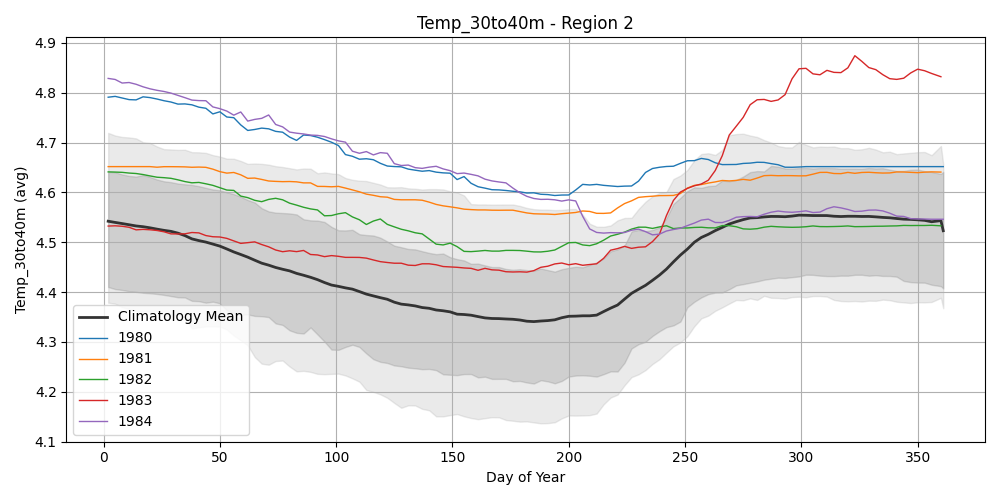 Temp_30to40m - Region 2
Temp_30to40m (avg)
4.9
4.8
4.7
4.6
4.5
4.4
4.3
4.2
4.1
Climatology Mean
1980
1981
1982
1983
1984
0 50 100 150 200 250 300 350
Day of Year